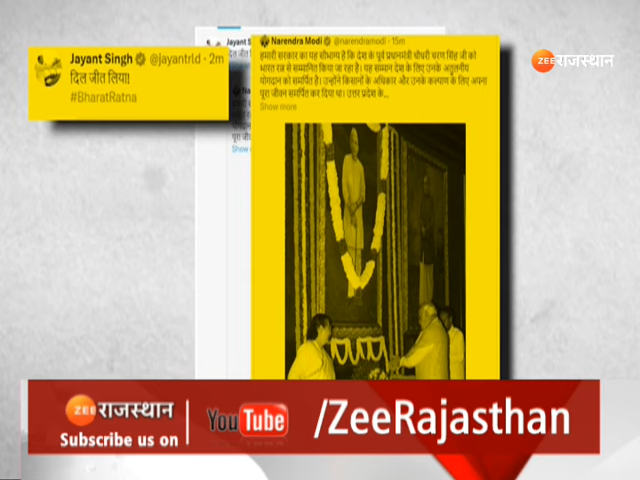 Jayant Singh @jayantrld · 2m
दिल जीत लिया!
#BharatRatna
Jayant S
दिल जीत लि
Narendra Modi @narendramodi · 15m
हमारी सरकार का यह सौभाग्य है कि देश के पूर्व प्रधानमंत्री चौधरी चरण सिंह जी को
भारत रत्न से सम्मानित किया जा रहा है। यह सम्मान देश के लिए उनके अतुलनीय
योगदान को समर्पित है। उन्होंने किसानों के अधिकार और उनके कल्याण के लिए अपना
पूरा जीवन समर्पित कर दिया था। उत्तर प्रदेश के...
Show more
Show
ZEE राजस्थान
ZEE राजस्थान
Subscribe us on
YouTube
/ZeeRajasthan